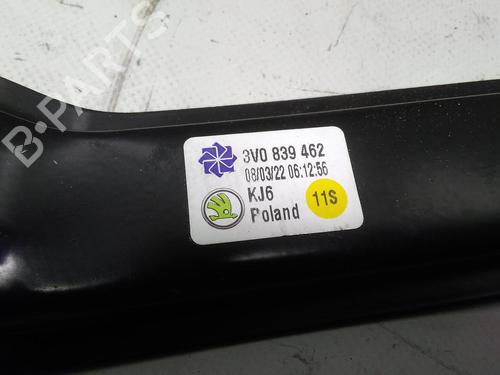 B-PARTS
3V0 839 462
08/03/22 06:12:56
KJ6
Poland
11S